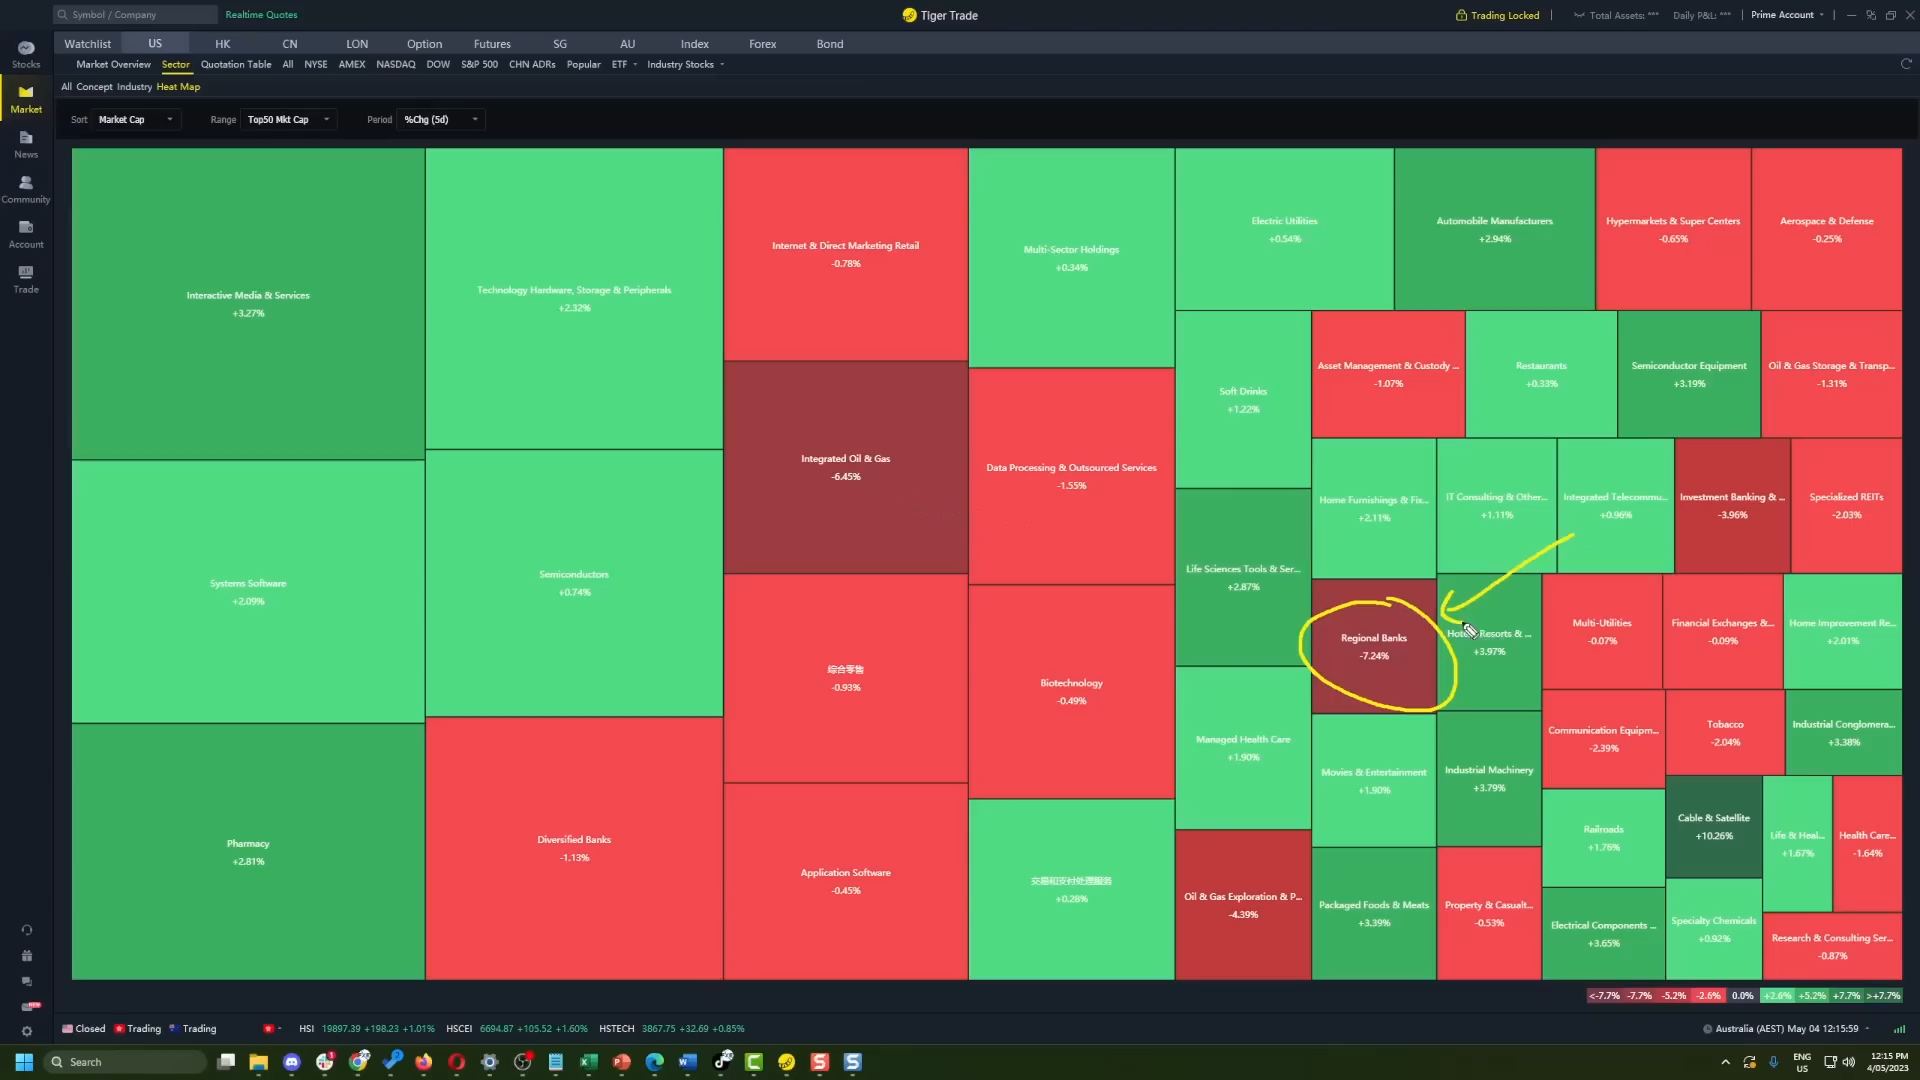 Symbol / Company
Realtime Quotes
Tiger Trade
Trading Locked
Total Assets: ***
Daily P&L: ***
Prime Account
Stocks
Market
News
Community
Account
Trade
Watchlist US HK CN LON Option Futures SG AU Index Forex Bond
Market Overview Sector Quotation Table All NYSE AMEX NASDAQ DOW S&P 500 CHN ADRs Popular ETF Industry Stocks
All Concept Industry Heat Map
Sort Market Cap Range Top50 Mkt Cap Period %Chg (5d)
Interactive Media & Services
+3.27%
Systems Software
+2.09%
Pharmacy
+2.81%
Technology Hardware, Storage & Peripherals
+2.32%
Semiconductors
+0.74%
Diversified Banks
-1.13%
Internet & Direct Marketing Retail
-0.78%
Integrated Oil & Gas
-6.45%
综合零售
-0.93%
Application Software
-0.45%
Multi-Sector Holdings
+0.34%
Data Processing & Outsourced Services
-1.55%
Biotechnology
-0.49%
交易和支付处理服务
+0.28%
Electric Utilities
+0.54%
Automobile Manufacturers
+2.94%
Hypermarkets & Super Centers
-0.65%
Aerospace & Defense
-0.25%
Soft Drinks
+1.22%
Life Sciences Tools & Ser...
+2.87%
Managed Health Care
+1.90%
Oil & Gas Exploration & P...
-4.39%
Asset Management & Custody ...
-1.07%
Restaurants
+0.33%
Semiconductor Equipment
+3.19%
Oil & Gas Storage & Transp...
-1.31%
Home Furnishings & Fix...
+2.11%
IT Consulting & Other...
+1.11%
Integrated Telecommu...
+0.96%
Investment Banking & ...
-3.96%
Specialized REITs
-2.03%
Regional Banks
-7.24%
Resorts & ...
+3.97%
Multi-Utilities
-0.07%
Financial Exchanges &...
-0.09%
Home Improvement Re...
+2.01%
Movies & Entertainment
+1.90%
Industrial Machinery
+3.79%
Communication Equipm...
-2.39%
Tobacco
-2.04%
Industrial Conglomera...
+3.38%
Packaged Foods & Meats
+3.39%
Property & Casualt...
-0.53%
Railroads
+1.76%
Electrical Components ...
+3.65%
Cable & Satellite
+10.26%
Specialty Chemicals
+0.92%
Life & Heal...
+1.67%
Health Care...
-1.64%
Research & Consulting Ser...
-0.87%
<-7.7% -7.7% -5.2% -2.6% 0.0% +2.6% +5.2% +7.7% >+7.7%
NEW
Closed Trading Trading
HSI 19897.39 +198.23 +1.01% HSCEI 6694.87 +105.52 +1.60% HSTECH 3867.75 +32.69 +0.85%
Australia (AEST) May 04 12:15:59
Search
ENG
US
12:15 PM
4/05/2023